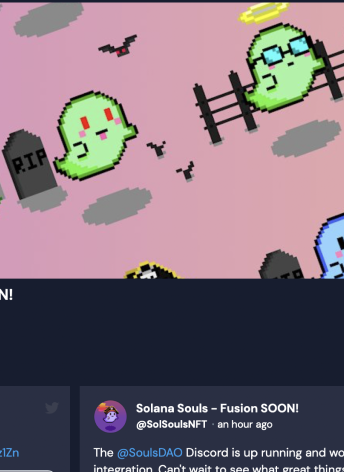 RIP
N!
Solana Souls - Fusion SOON!
@SolSoulsNFT · an hour ago
z1Zn
The @SoulsDAO Discord is up running and wo
integration. Can't wait to see what great things